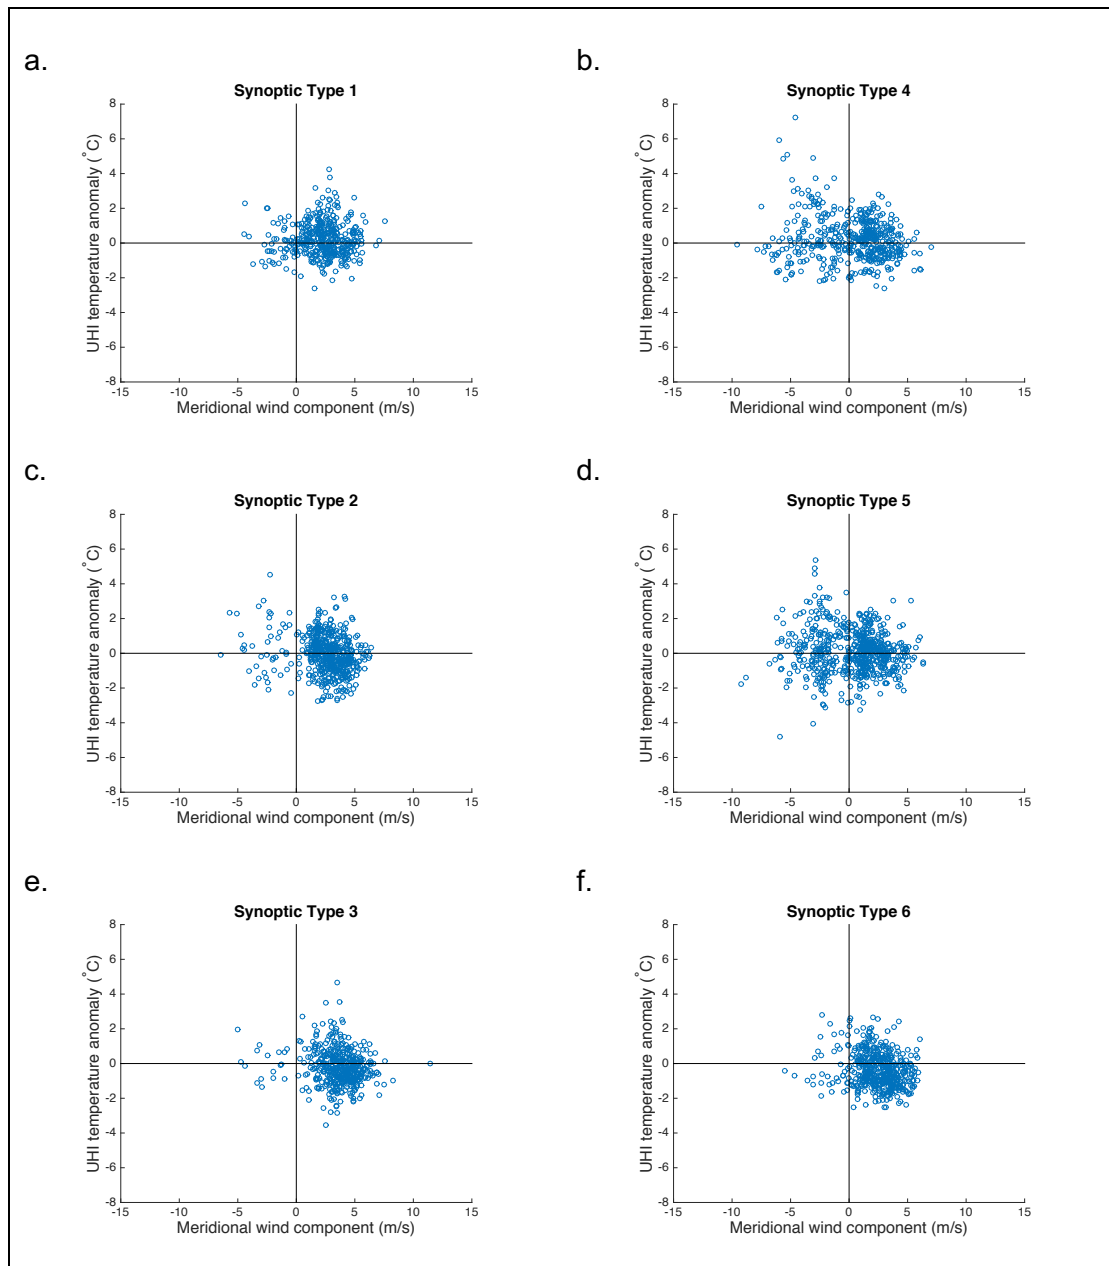 a.
Synoptic Type 1
8
6
4
2
0
-2
-4
-6
-8
-15 -10 -5 0 5 10 15
UHI temperature anomaly (°C)
Meridional wind component (m/s)
b.
Synoptic Type 4
8
6
4
2
0
-2
-4
-6
-8
-15 -10 -5 0 5 10 15
UHI temperature anomaly (°C)
Meridional wind component (m/s)
c.
Synoptic Type 2
8
6
4
2
0
-2
-4
-6
-8
-15 -10 -5 0 5 10 15
UHI temperature anomaly (°C)
Meridional wind component (m/s)
d.
Synoptic Type 5
8
6
4
2
0
-2
-4
-6
-8
-15 -10 -5 0 5 10 15
UHI temperature anomaly (°C)
Meridional wind component (m/s)
e.
Synoptic Type 3
8
6
4
2
0
-2
-4
-6
-8
-15 -10 -5 0 5 10 15
UHI temperature anomaly (°C)
Meridional wind component (m/s)
f.
Synoptic Type 6
8
6
4
2
0
-2
-4
-6
-8
-15 -10 -5 0 5 10 15
UHI temperature anomaly (°C)
Meridional wind component (m/s)